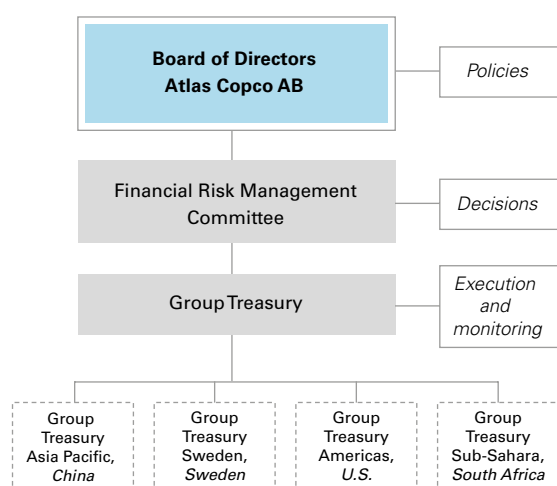 Board of Directors
Atlas Copco AB
Policies
Financial Risk Management
Committee
Decisions
Group Treasury
Execution
and
monitoring
Group
Treasury
Asia Pacific,
China
Group
Treasury
Sweden,
Sweden
Group
Treasury
Americas,
U.S.
Group
Treasury
Sub-Sahara,
South Africa